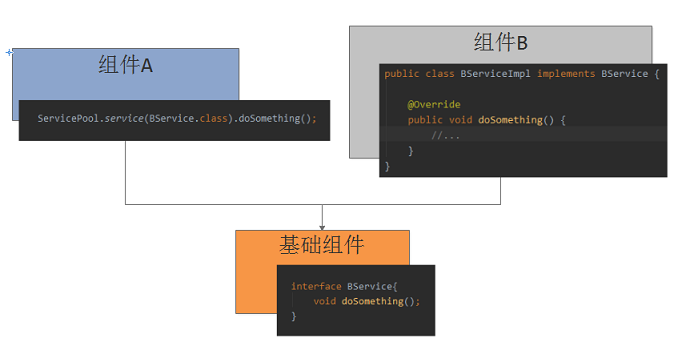 组件A
ServicePool.service(BService.class).doSomething();
组件B
public class BServiceImpl implements BService {
@Override
public void doSomething() {
//...
}
}
基础组件
interface BService{
void doSomething();
}